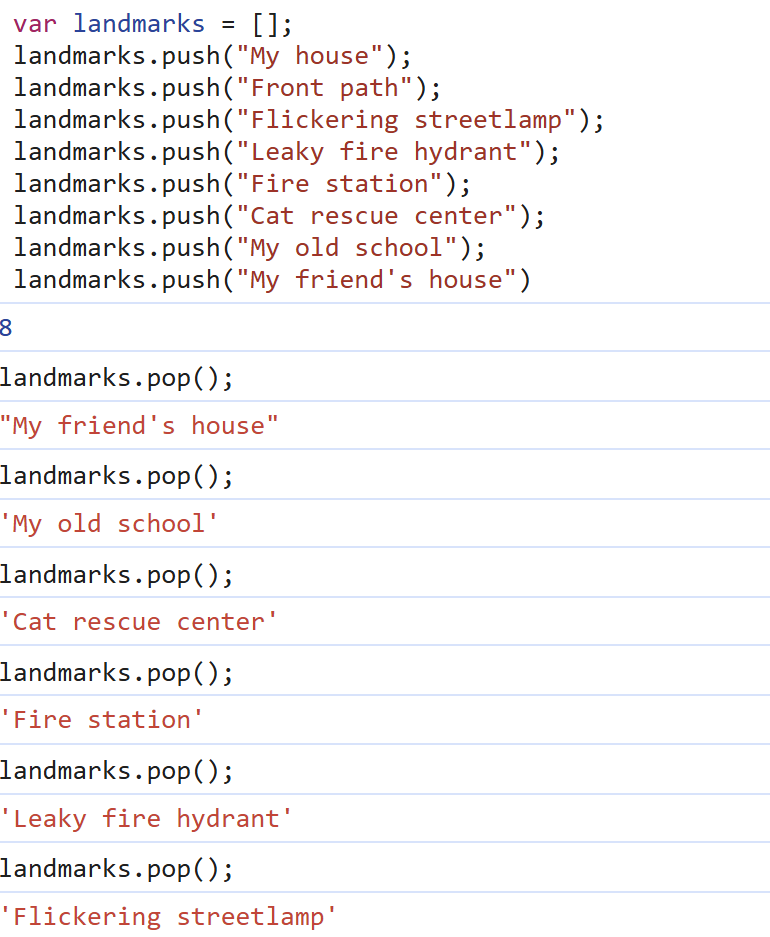 var landmarks = [];
landmarks.push("My house");
landmarks.push("Front path");
landmarks.push("Flickering streetlamp");
landmarks.push("Leaky fire hydrant");
landmarks.push("Fire station");
landmarks.push("Cat rescue center");
landmarks.push("My old school");
landmarks.push("My friend's house")
8
landmarks.pop();
"My friend's house"
landmarks.pop();
'My old school'
landmarks.pop();
'Cat rescue center'
landmarks.pop();
'Fire station'
landmarks.pop();
'Leaky fire hydrant'
landmarks.pop();
'Flickering streetlamp'